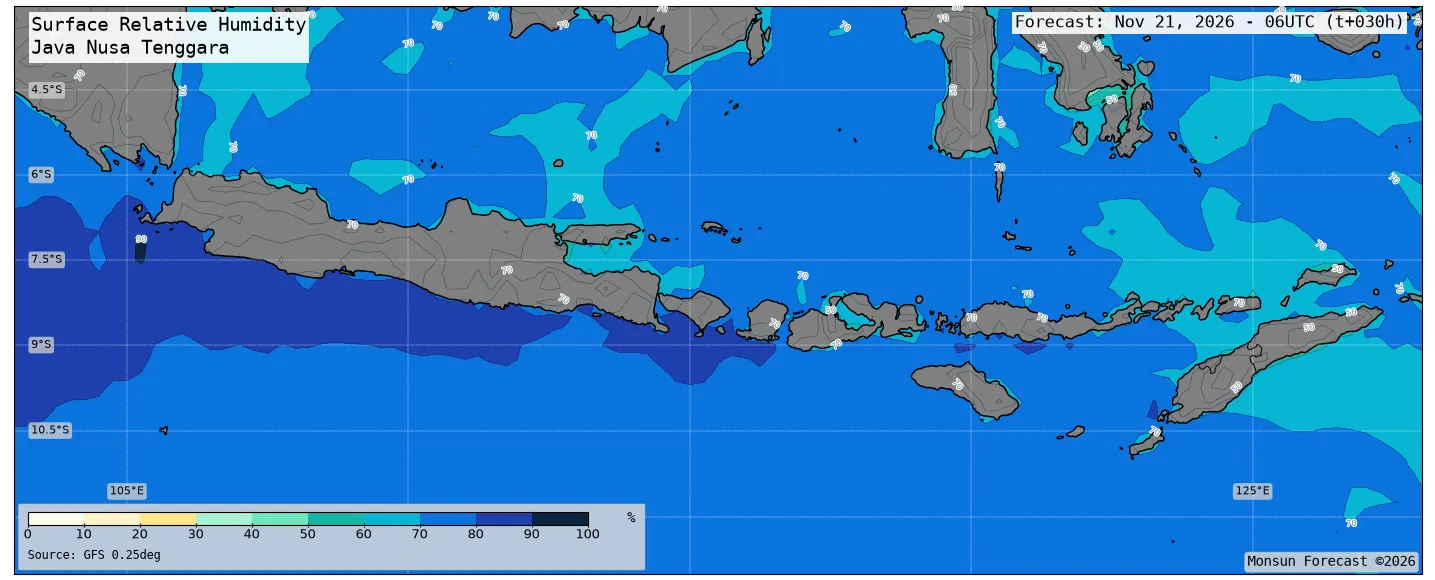 Surface Relative Humidity
Java Nusa Tenggara
Forecast: Nov 21, 2026 - 06UTC (t+030h)
4.5°S
6°S
7.5°S
9°S
10.5°S
105°E
125°E
%
0 10 20 30 40 50 60 70 80 90 100
Source: GFS 0.25deg
Monsun Forecast ©2026